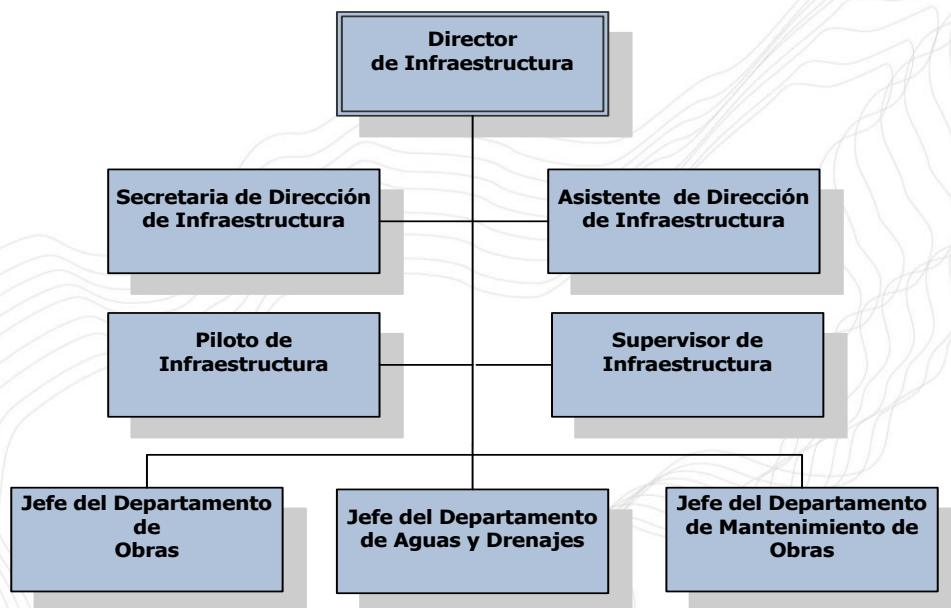 Director
de Infraestructura
Secretaria de Dirección
de Infraestructura
Asistente de Dirección
de Infraestructura
Piloto de
Infraestructura
Supervisor de
Infraestructura
Jefe del Departamento
de
Obras
Jefe del Departamento
de Aguas y Drenajes
Jefe del Departamento
de Mantenimiento de
Obras